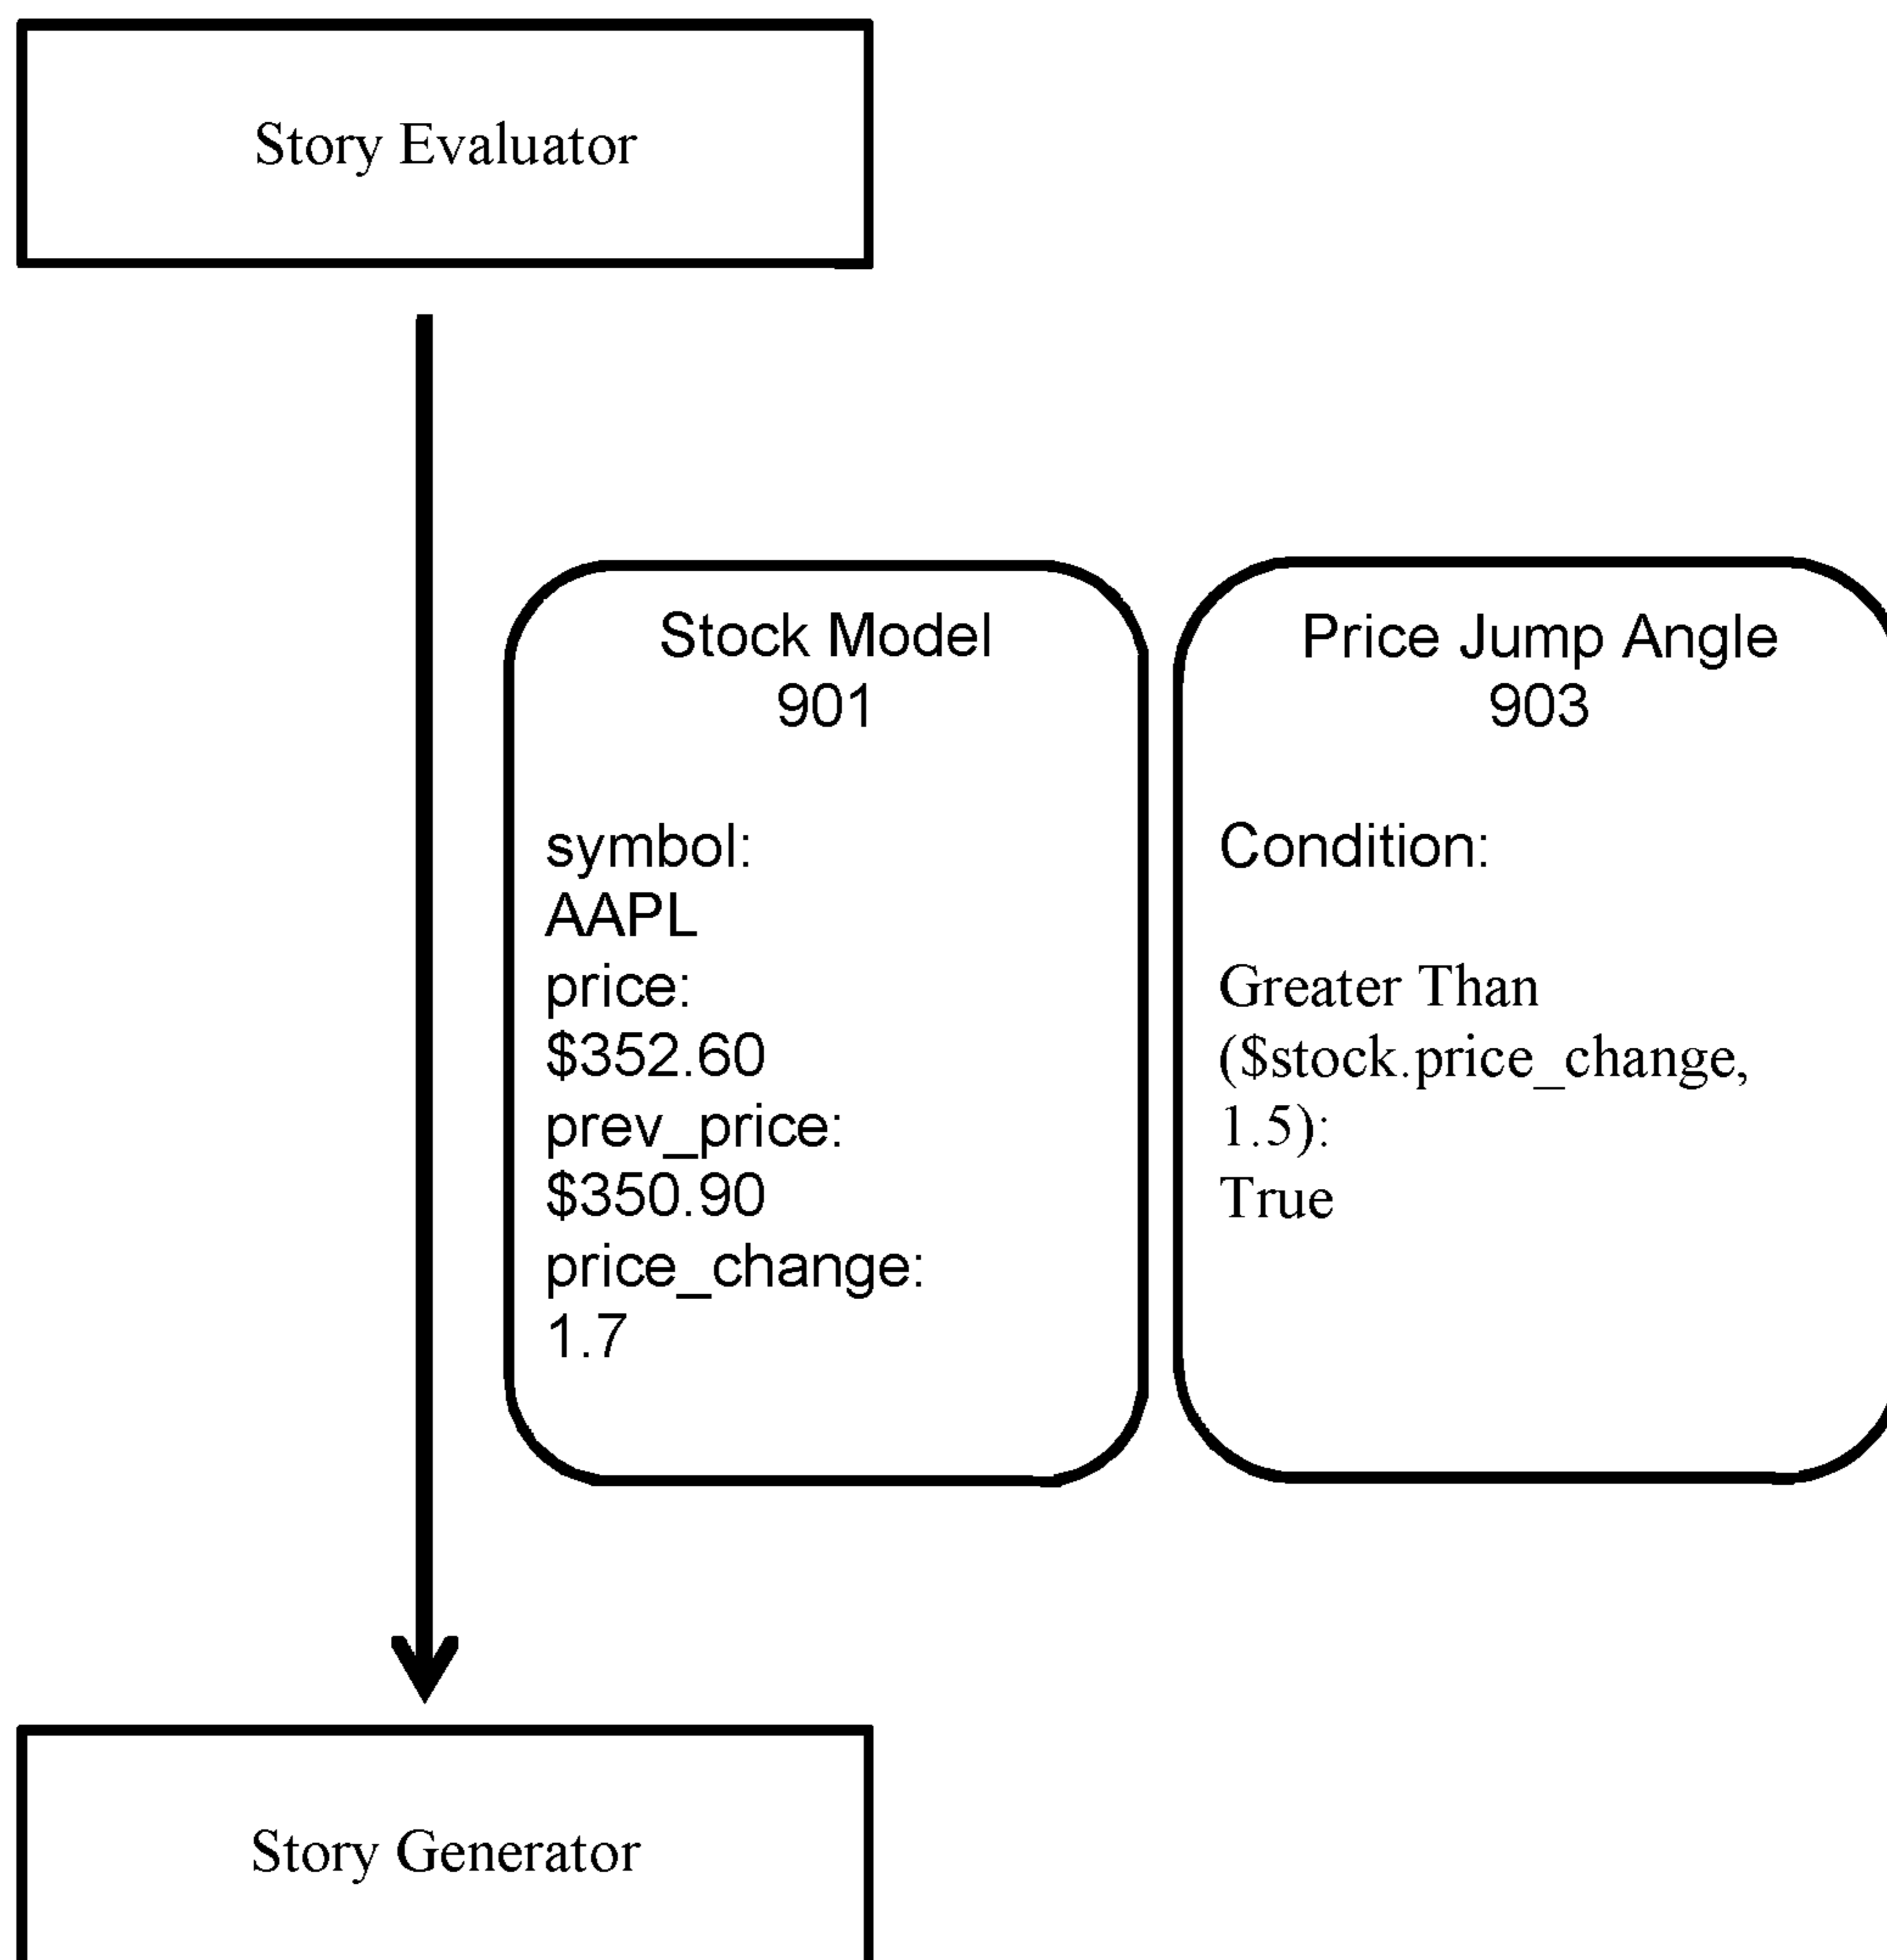 Story Evaluator
Stock Model
901
symbol:
AAPL
price:
$352.60
prev_price:
$350.90
price_change:
1.7
Price Jump Angle
903
Condition:
Greater Than
($stock.price_change,
1.5):
True
Story Generator